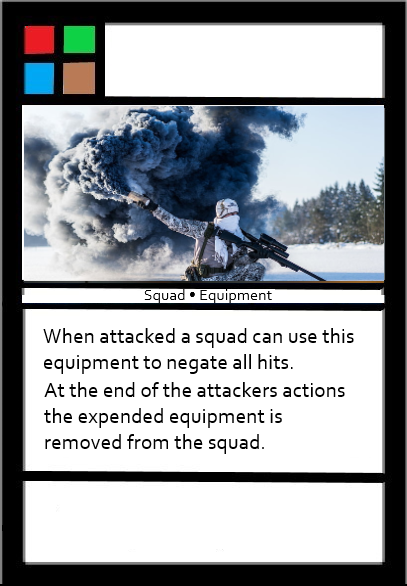 Squad • Equipment
When attacked a squad can use this
equipment to negate all hits.
At the end of the attackers actions
the expended equipment is
removed from the squad.